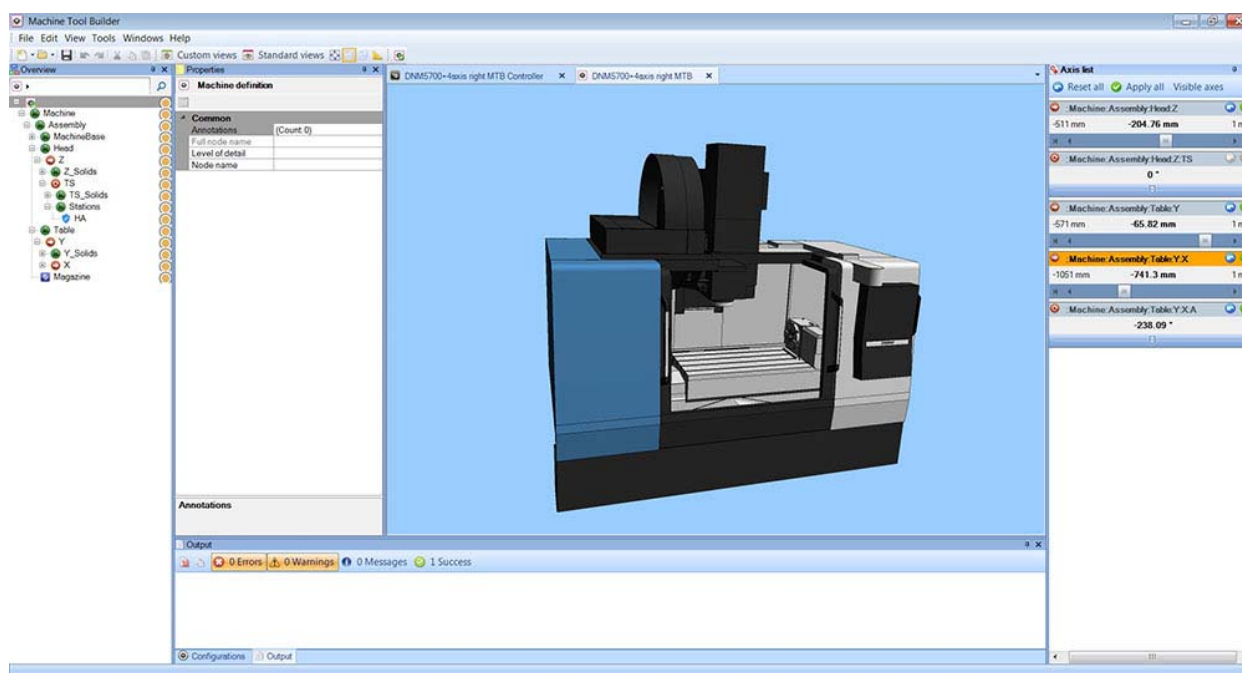 Machine Tool Builder
File Edit View Tools Windows Help
Custom views Standard views
Overview
Machine
Assembly
MachineBase
Head
Z
Z_Solids
TS
TS_Solids
Stations
HA
Table
Y
Y_Solids
X
Magazine
Properties
Machine definition
Common
Annotations (Count: 0)
Full node name
Level of detail
Node name
Annotations
DNM5700+4axis right MTB Controller
DNM5700+4axis right MTB
Axis list
Reset all Apply all Visible axes
:Machine:Assembly:Head:Z
-511 mm -204.76 mm
:Machine:Assembly:Head:Z:TS
0 °
:Machine:Assembly:Table:Y
-571 mm -65.82 mm
:Machine:Assembly:Table:Y:X
-1051 mm -741.3 mm
:Machine:Assembly:Table:Y:X:A
-238.09 °
Output
0 Errors 0 Warnings 0 Messages 1 Success
Configurations Output